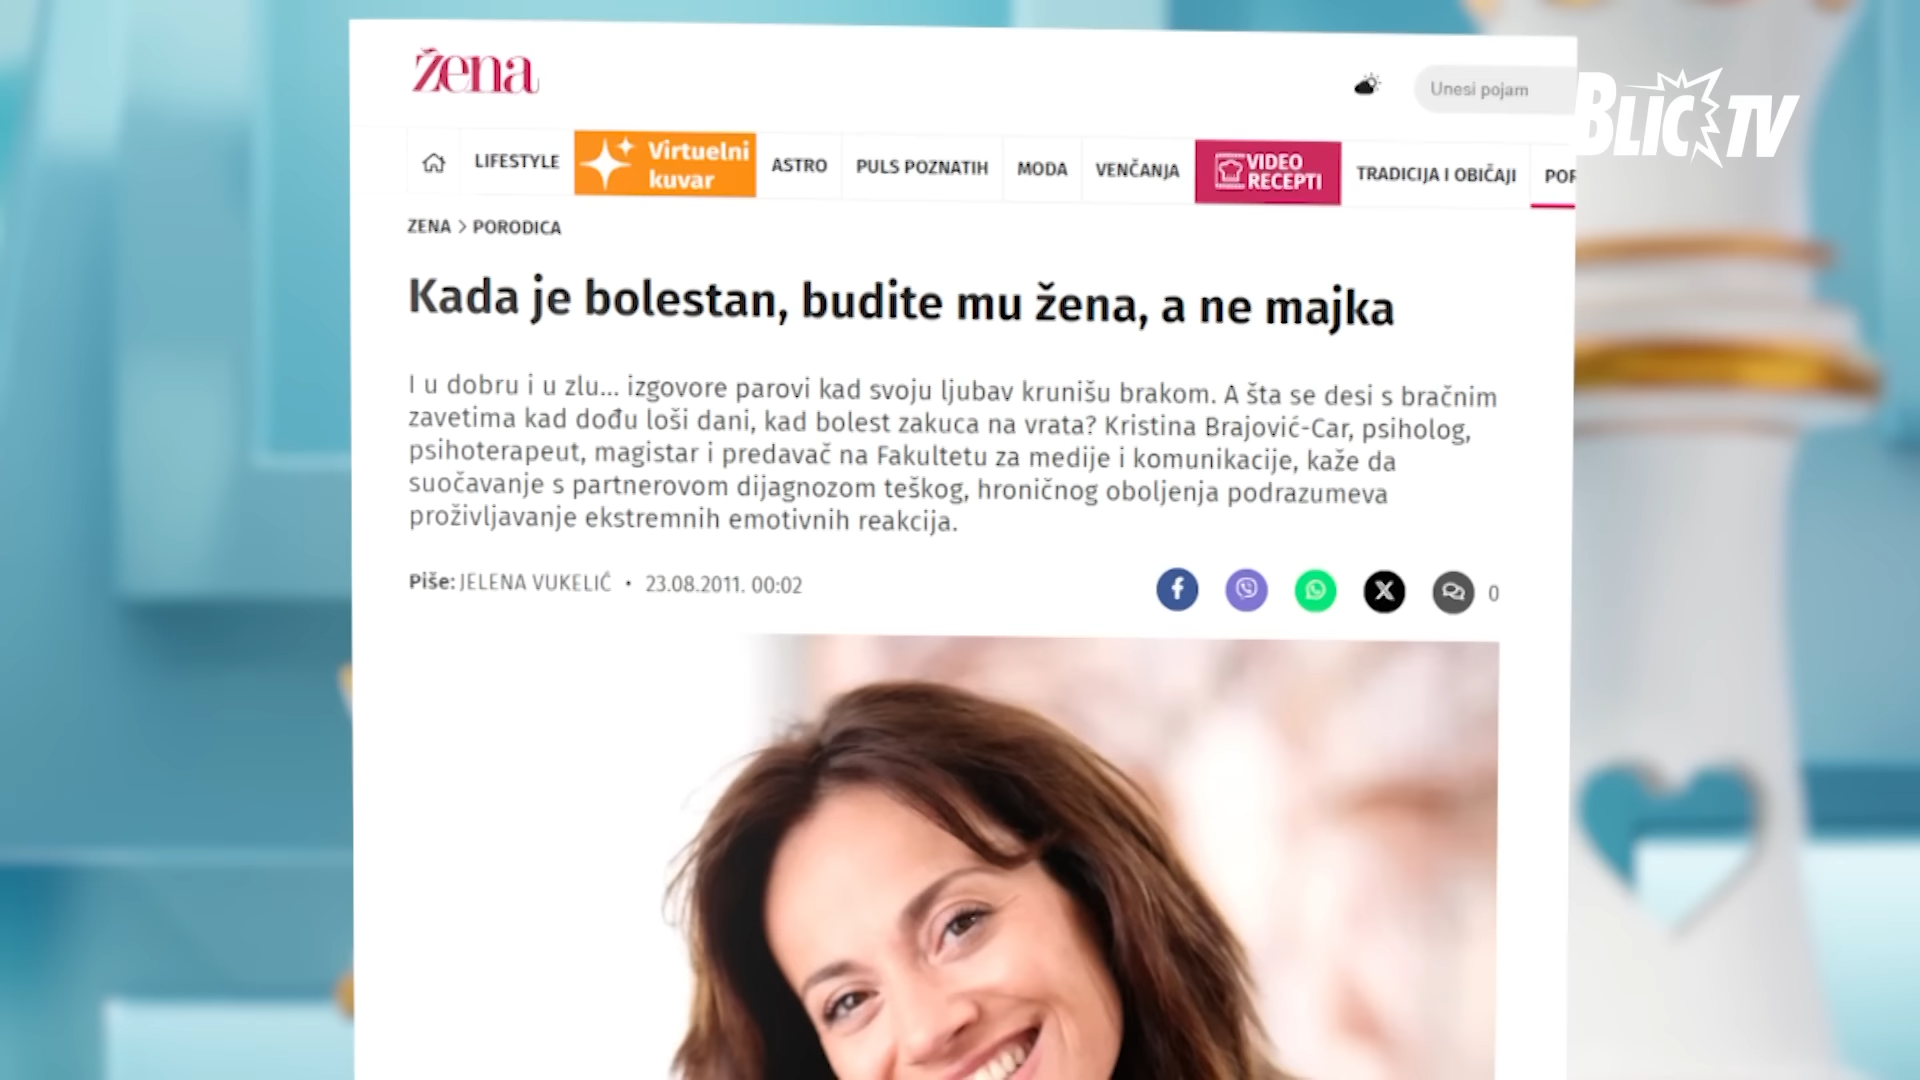 žena
Unesi pojam
BLIC TV
LIFESTYLE
Virtuelni
kuvar
ASTRO
PULS POZNATIH
MODA
VENČANJA
VIDEO
RECEPTI
TRADICIJA I OBIČAJI
ZENA > PORODICA
Kada je bolestan, budite mu žena, a ne majka
I u dobru i u zlu... izgovore parovi kad svoju ljubav krunišu brakom. A šta se desi s bračnim
zavetima kad dođu loši dani, kad bolest zakuca na vrata? Kristina Brajović-Car, psiholog,
psihoterapeut, magistar i predavač na Fakultetu za medije i komunikacije, kaže da
suočavanje s partnerovom dijagnozom teškog, hroničnog oboljenja podrazumeva
proživljavanje ekstremnih emotivnih reakcija.
Piše: JELENA VUKELIĆ • 23.08.2011. 00:02
0